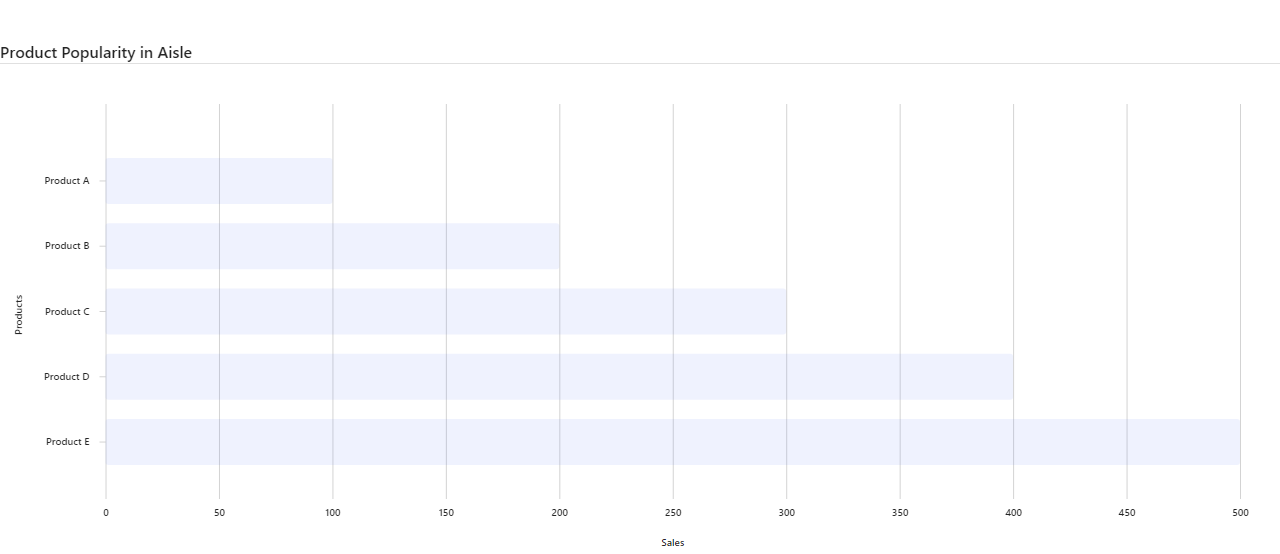 Product Popularity in Aisle
Product A
Product B
Products
Product C
Product D
Product E
0 50 100 150 200 250 300 350 400 450 500
Sales